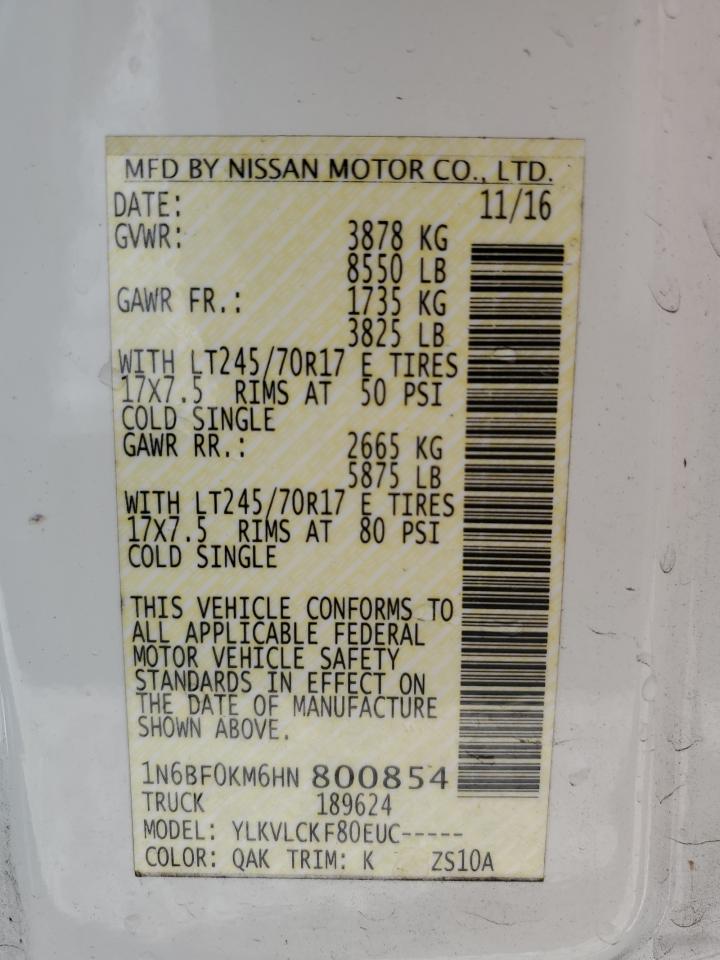 MFD BY NISSAN MOTOR CO., LTD.
DATE: 11/16
GVWR: 3878 KG
8550 LB
GAWR FR.: 1735 KG
3825 LB
WITH LT245/70R17 E TIRES
17X7.5 RIMS AT 50 PSI
COLD SINGLE
GAWR RR.: 2665 KG
5875 LB
WITH LT245/70R17 E TIRES
17X7.5 RIMS AT 80 PSI
COLD SINGLE
THIS VEHICLE CONFORMS TO
ALL APPLICABLE FEDERAL
MOTOR VEHICLE SAFETY
STANDARDS IN EFFECT ON
THE DATE OF MANUFACTURE
SHOWN ABOVE.
1N6BF0KM6HN 800854
TRUCK 189624
MODEL: YLKVLCKF80EUC-----
COLOR: QAK TRIM: K ZS10A